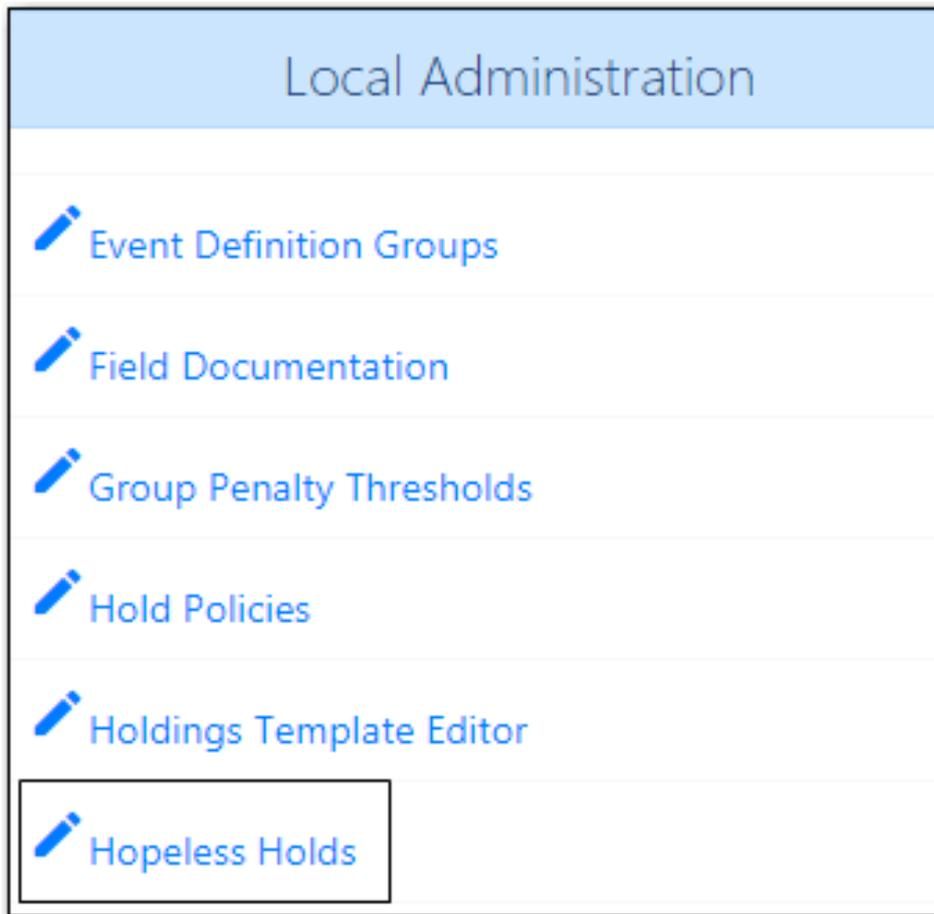 Local Administration
Event Definition Groups
Field Documentation
Group Penalty Thresholds
Hold Policies
Holdings Template Editor
Hopeless Holds